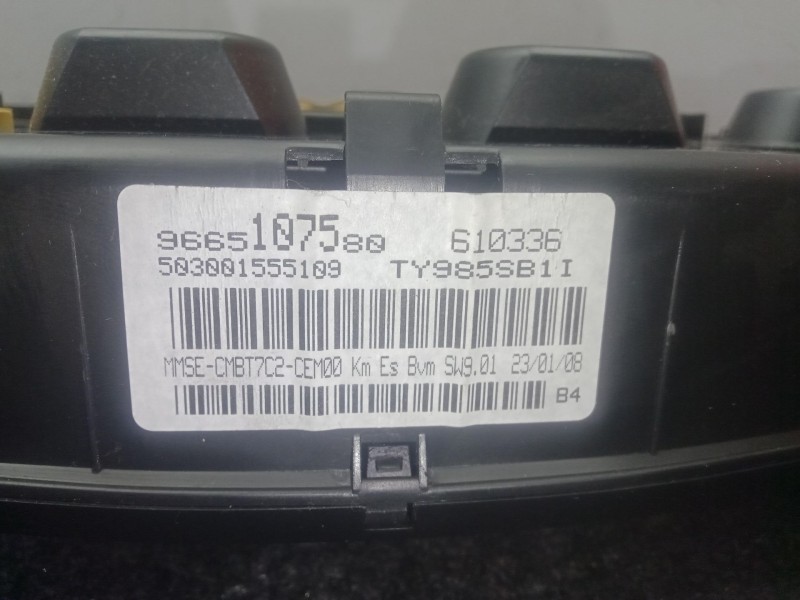 9665107580 610336
503001555109 TY985SB1I
MMSE-CMBT7C2-CEM00 Km Es Bvm SW9.01 23/01/08
B4